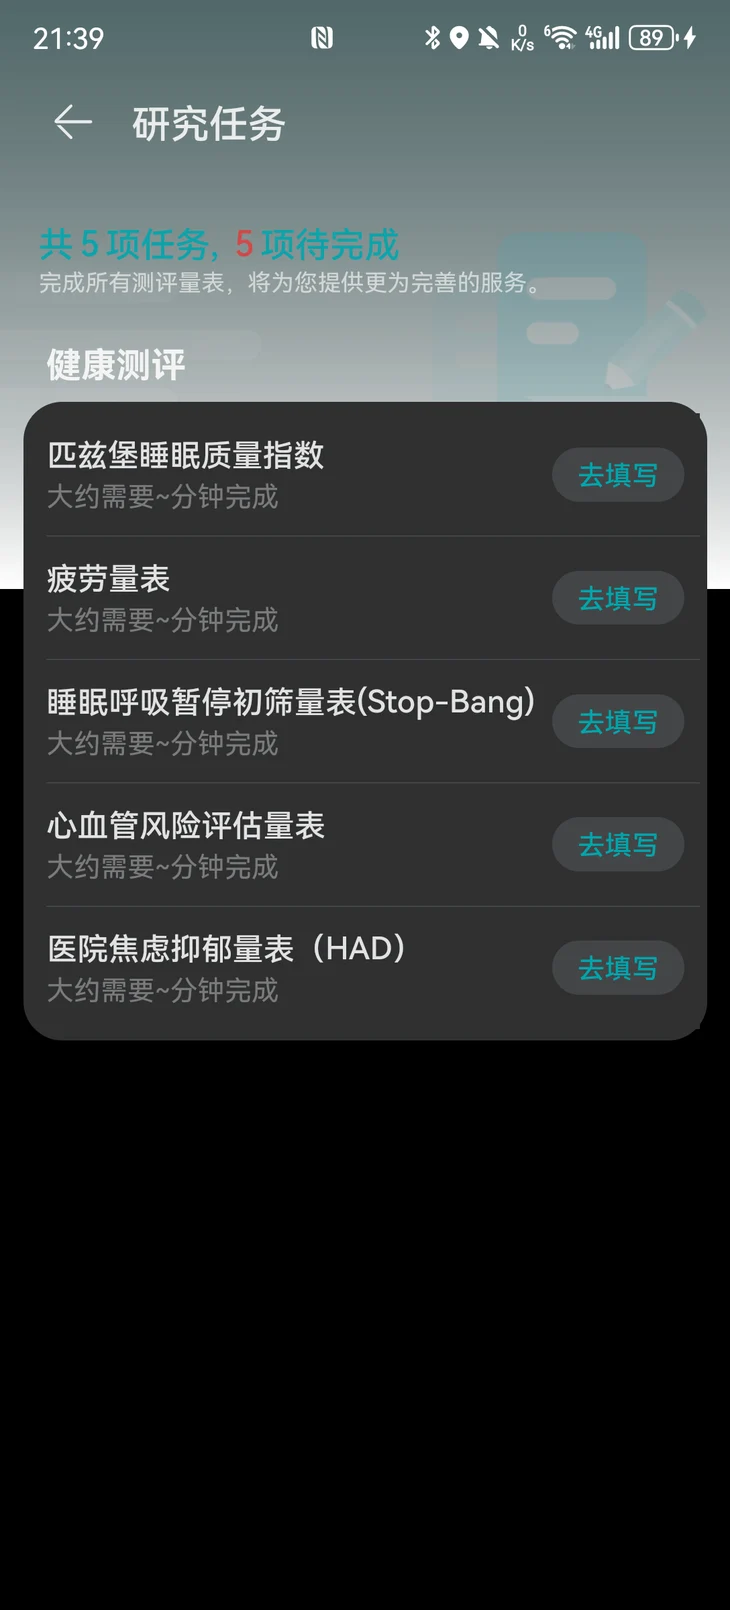 21:39
0 K/s 6 4G 89
研究任务
共5项任务, 5项待完成
完成所有测评量表，将为您提供更为完善的服务。
健康测评
匹兹堡睡眠质量指数
大约需要~分钟完成
去填写
疲劳量表
大约需要~分钟完成
去填写
睡眠呼吸暂停初筛量表(Stop-Bang)
大约需要~分钟完成
去填写
心血管风险评估量表
大约需要~分钟完成
去填写
医院焦虑抑郁量表（HAD）
大约需要~分钟完成
去填写